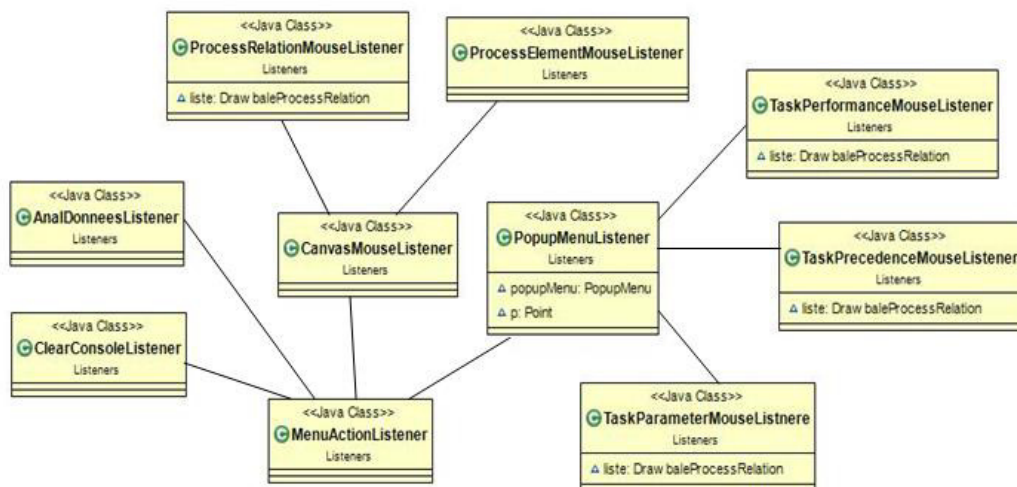 <<Java Class>>
ProcessRelationMouseListener
Listeners
liste: Draw baleProcessRelation
<<Java Class>>
ProcessElementMouseListener
Listeners
<<Java Class>>
TaskPerformanceMouseListener
Listeners
liste: Draw baleProcessRelation
<<Java Class>>
AnalDonneesListener
Listeners
<<Java Class>>
CanvasMouseListener
Listeners
<<Java Class>>
PopupMenuListener
Listeners
popupMenu: PopupMenu
p: Point
<<Java Class>>
TaskPrecedenceMouseListener
Listeners
liste: Draw baleProcessRelation
<<Java Class>>
ClearConsoleListener
Listeners
<<Java Class>>
MenuActionListener
Listeners
<<Java Class>>
TaskParameterMouseListnere
Listeners
liste: Draw baleProcessRelation